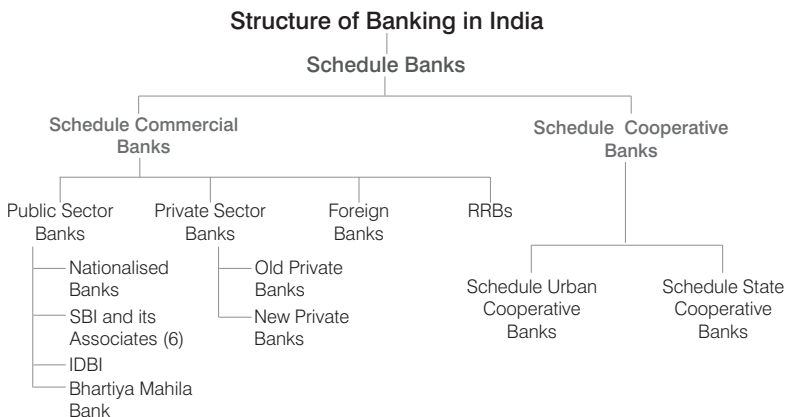 Structure of Banking in India
Schedule Banks
Schedule Commercial
Banks
Schedule Cooperative
Banks
Public Sector
Banks
Private Sector
Banks
Foreign
Banks
RRBs
Nationalised
Banks
SBI and its
Associates (6)
IDBI
Bhartiya Mahila
Bank
Old Private
Banks
New Private
Banks
Schedule Urban
Cooperative
Banks
Schedule State
Cooperative
Banks